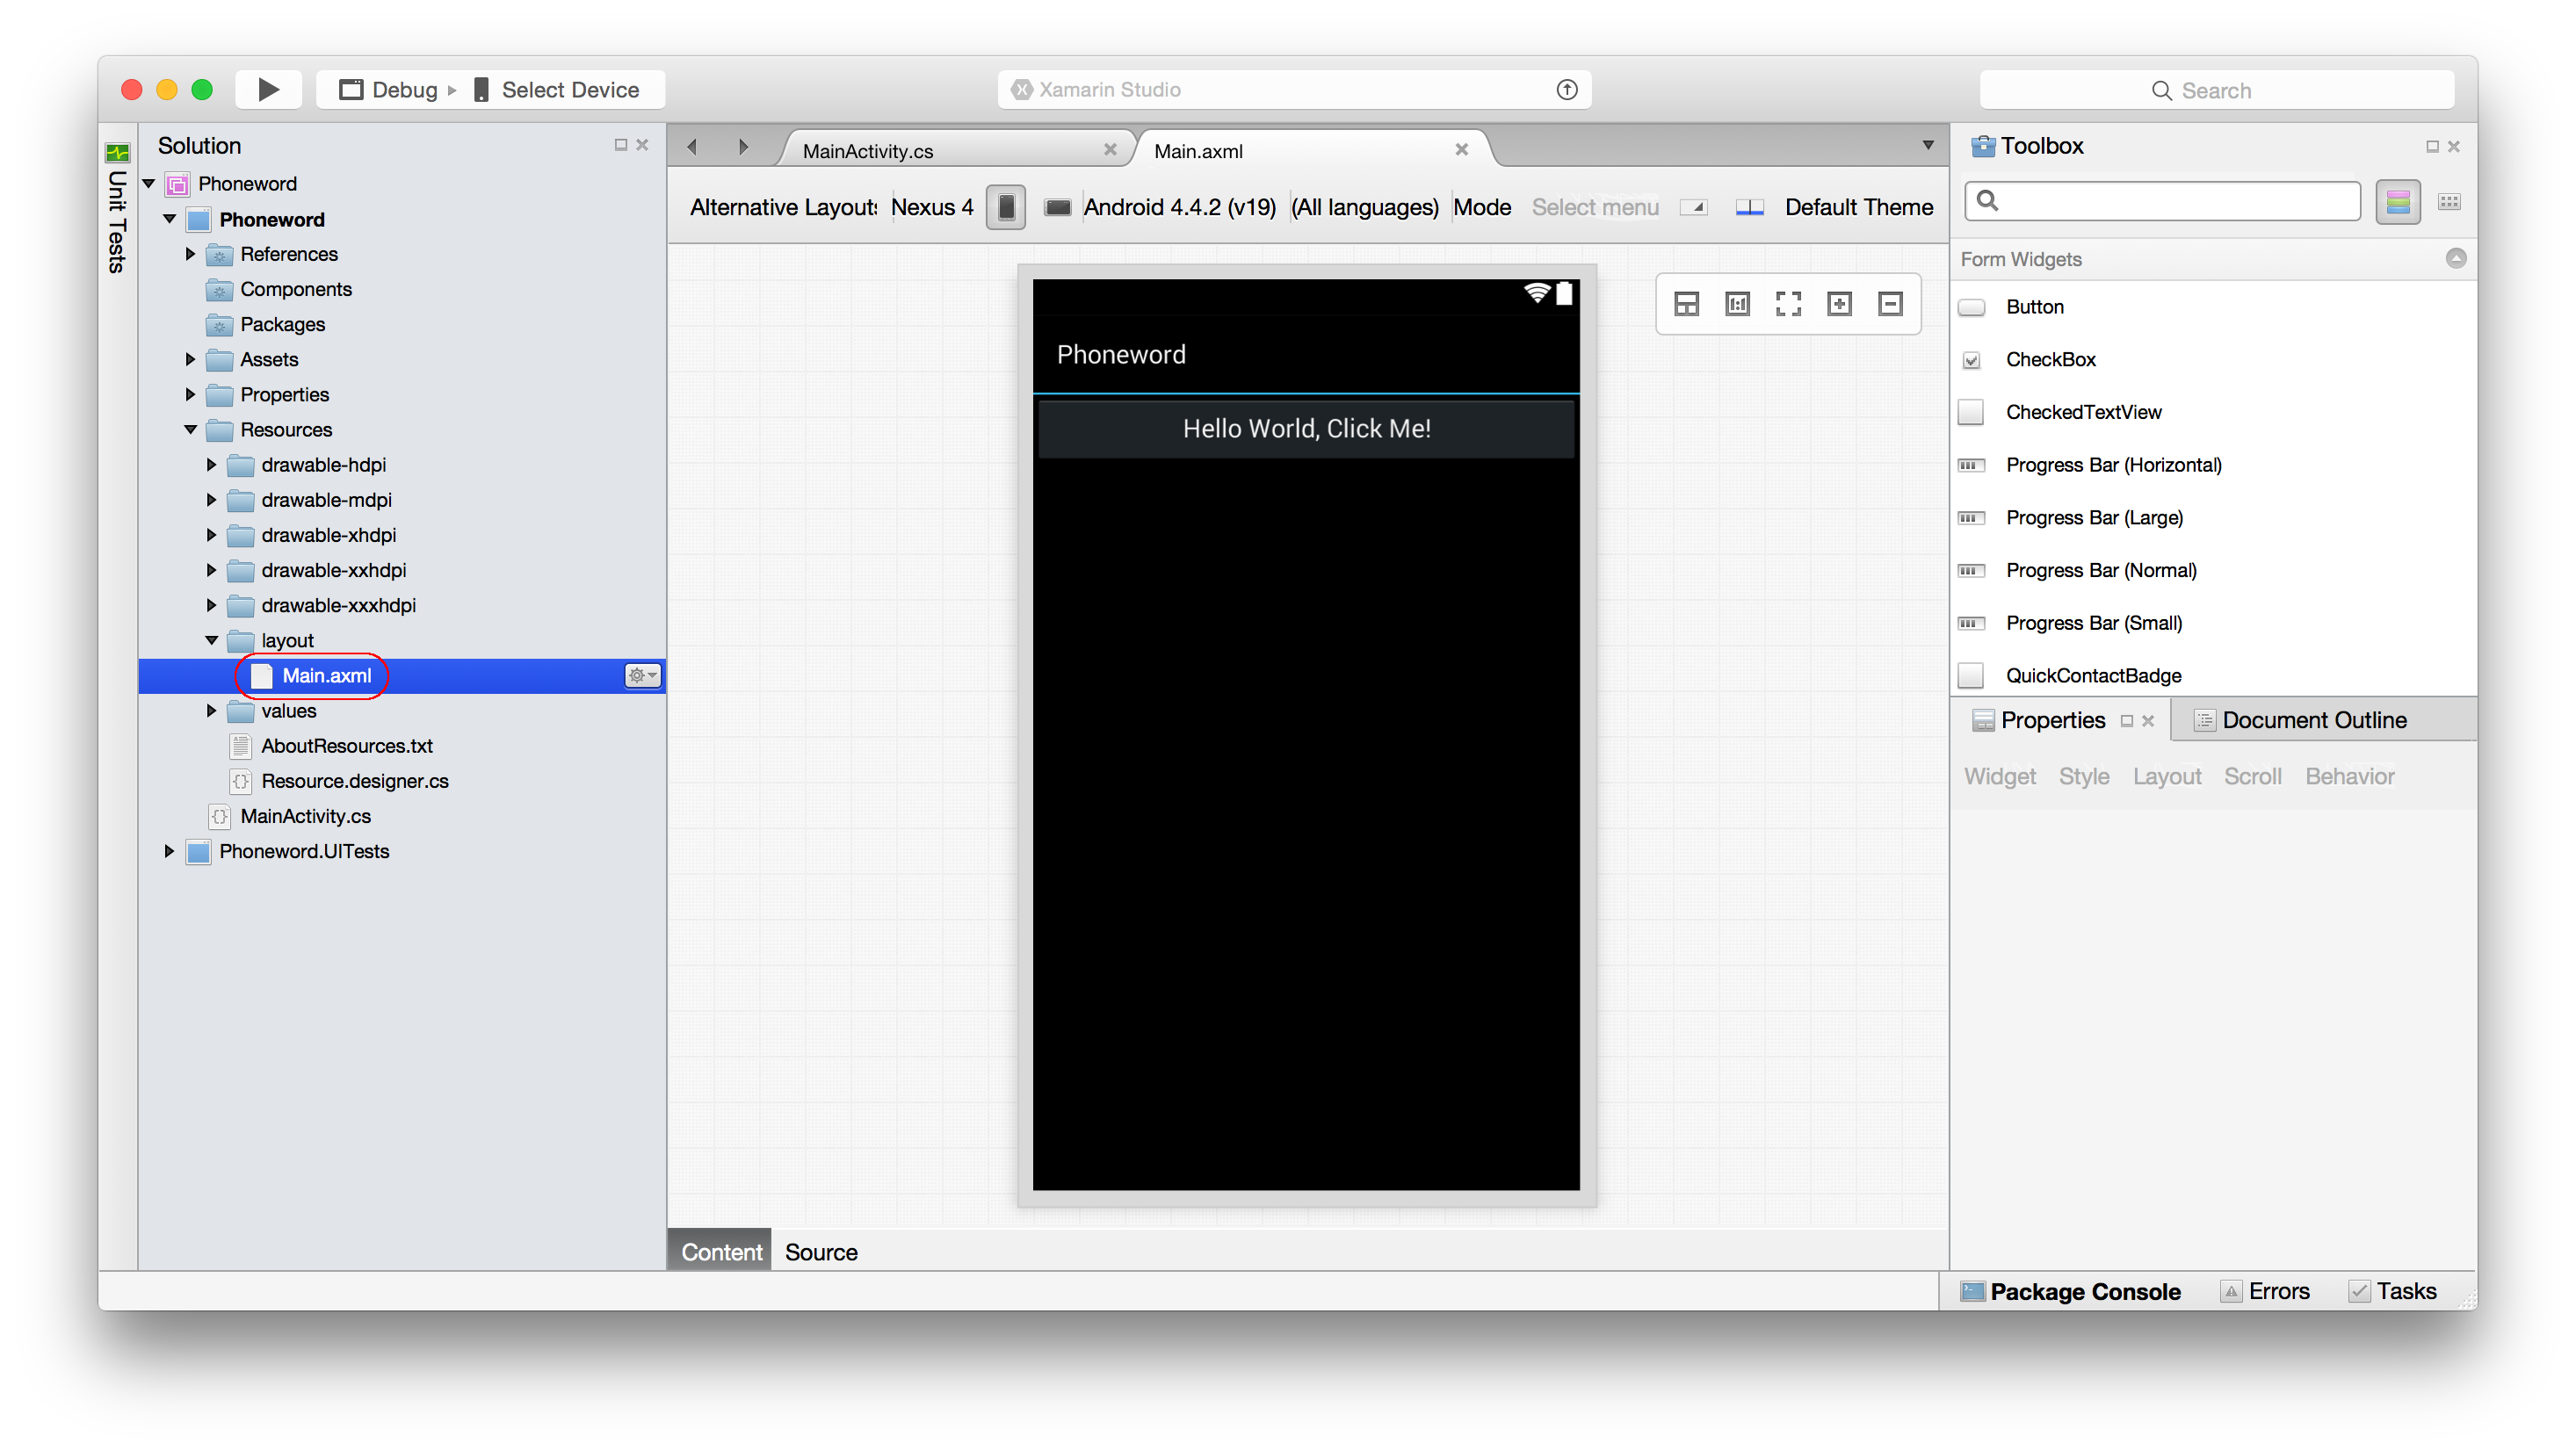 Debug
Select Device
Xamarin Studio
Search
Unit Tests
Solution
Phoneword
Phoneword
References
Components
Packages
Assets
Properties
Resources
drawable-hdpi
drawable-mdpi
drawable-xhdpi
drawable-xxhdpi
drawable-xxxhdpi
layout
Main.axml
values
AboutResources.txt
Resource.designer.cs
MainActivity.cs
Phoneword.UITests
MainActivity.cs
Main.axml
Alternative Layouts Nexus 4 Android 4.4.2 (v19) (All languages) Mode Select menu Default Theme
1:1
Phoneword
Hello World, Click Me!
Content Source
Toolbox
Form Widgets
Button
CheckBox
CheckedTextView
Progress Bar (Horizontal)
Progress Bar (Large)
Progress Bar (Normal)
Progress Bar (Small)
QuickContactBadge
Properties
Document Outline
Widget Style Layout Scroll Behavior
Package Console Errors Tasks